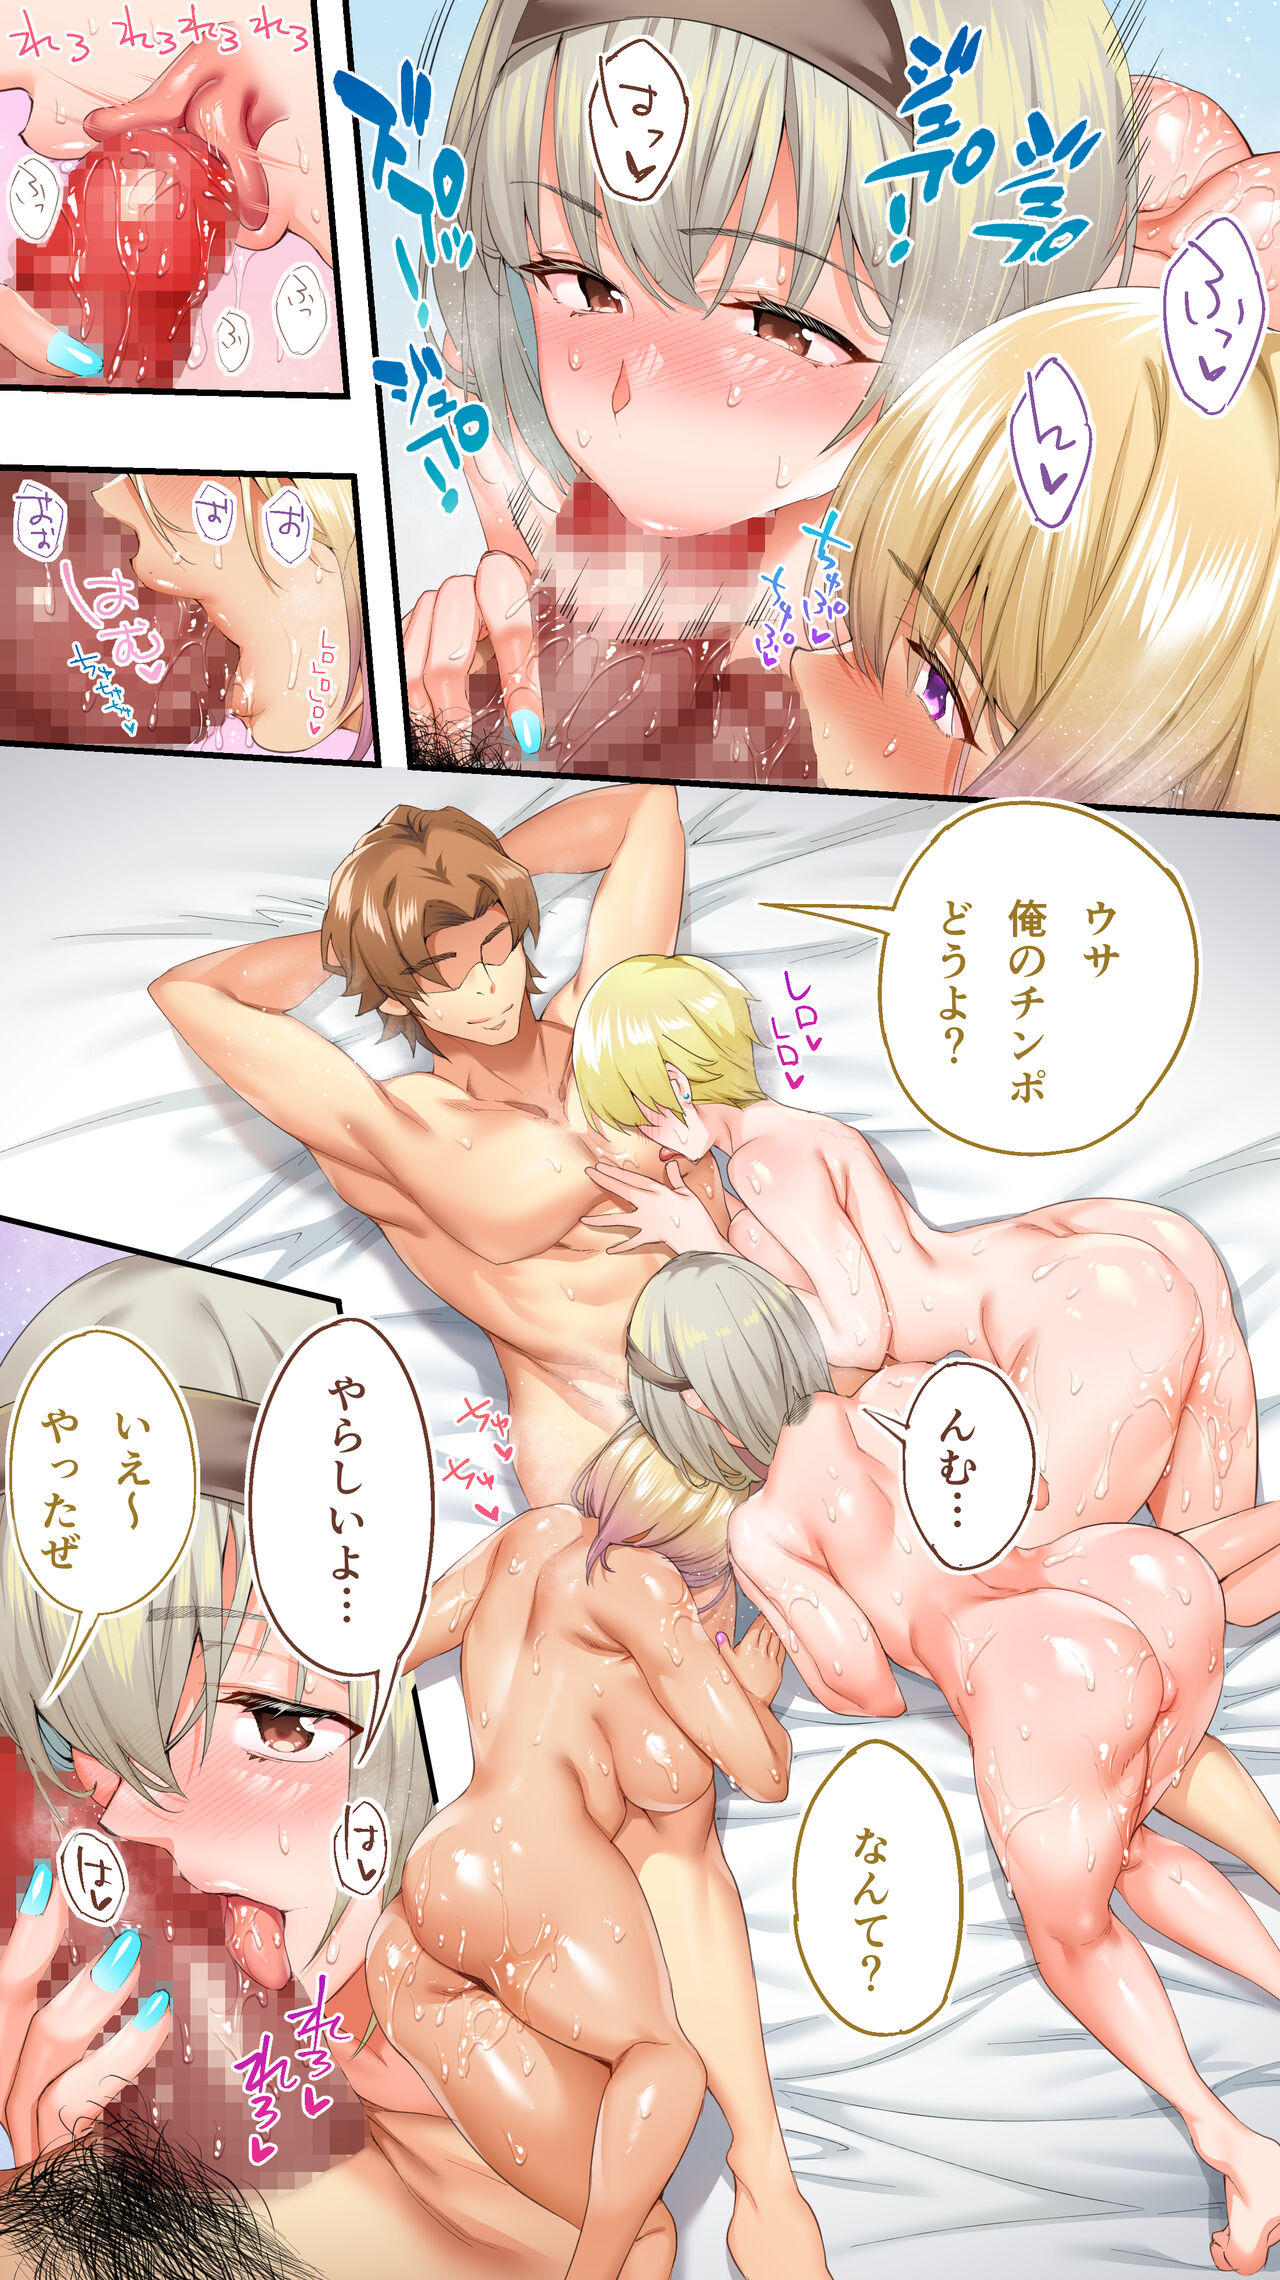 はっ♥
ふっ♥
ん♥
ジュプ
ジュプ!
ズプッ!!
ジュプ!
ちゅぷ♥
ちゅぷ♥
れろ
れろれろ
れろ
ふっ
ふっ
ふっ
お
お
はむ♥
レロレロ♥
ウサ
俺のチンポ
どうよ?
レロ♥
レロ♥
んむ…
なんて?
ちゅ♥
ちゅ♥
やらしいよ…
いえ~
やったぜ
は♥
は♥
れろ♥
れろ♥